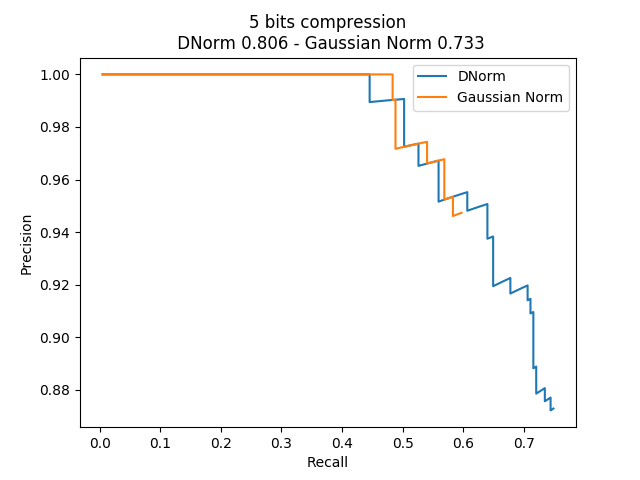 5 bits compression
DNorm 0.806 - Gaussian Norm 0.733
DNorm
Gaussian Norm
1.00
0.98
0.96
0.94
0.92
0.90
0.88
Precision
0.0 0.1 0.2 0.3 0.4 0.5 0.6 0.7
Recall